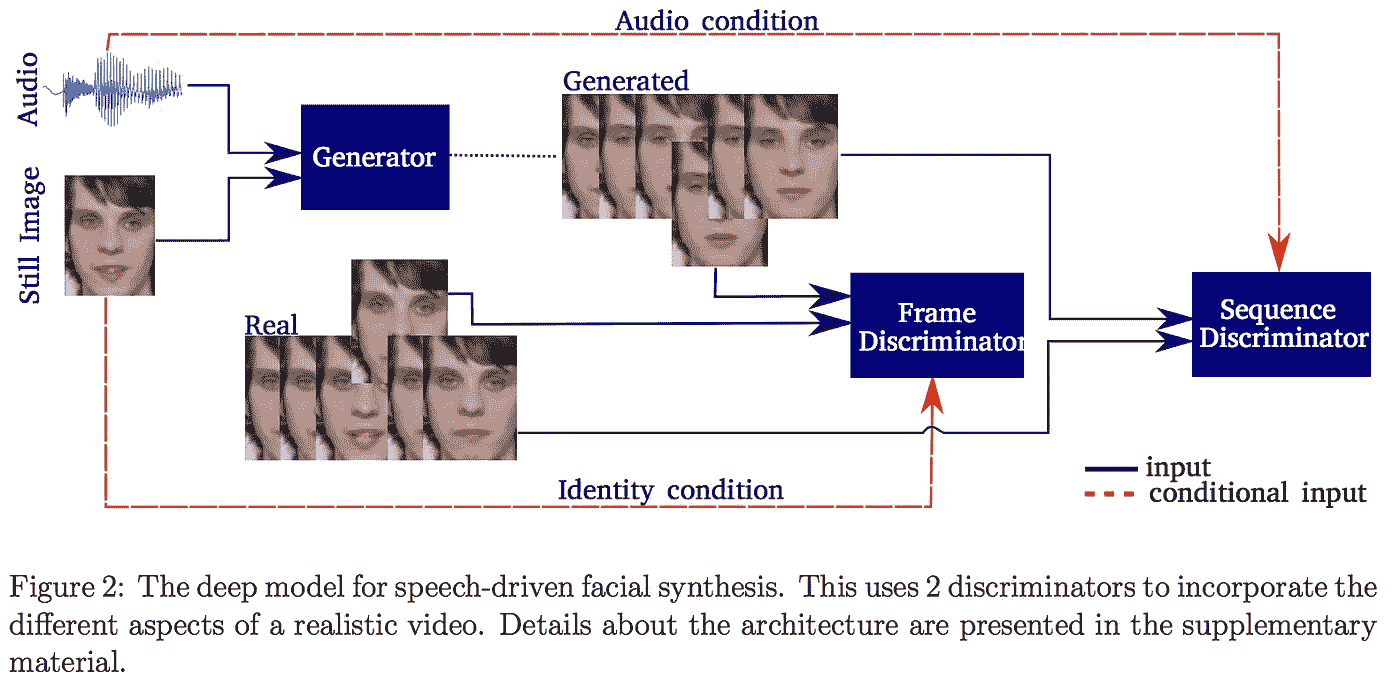 Audio condition
Audio
Generated
Generator
Still Image
Real
Frame
Discriminator
Sequence
Discriminator
Identity condition
input
conditional input
Figure 2: The deep model for speech-driven facial synthesis. This uses 2 discriminators to incorporate the
different aspects of a realistic video. Details about the architecture are presented in the supplementary
material.